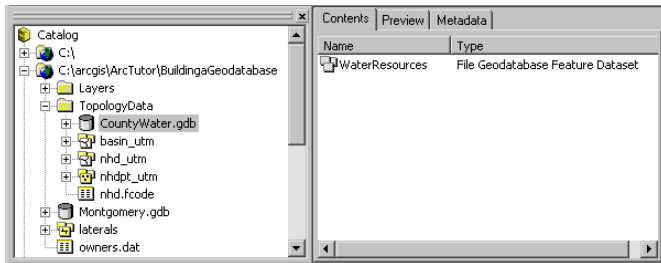 Catalog
C:\
C:\arcgis\ArcTutor\BuildingaGeodatabase
Layers
TopologyData
CountyWater.gdb
basin_utm
nhd_utm
nhdpt_utm
nhd.fcode
Montgomery.gdb
laterals
owners.dat
Contents Preview Metadata
Name Type
WaterResources File Geodatabase Feature Dataset